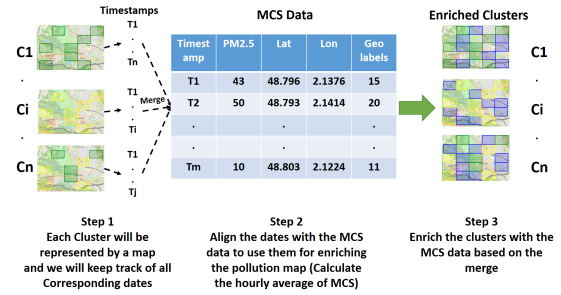 Timestamps
MCS Data
Enriched Clusters
C1
.
Ci
.
Cn
T1
.
.
Tn
T1
.
.
Ti
T1
.
.
Tj
Merge
Timest amp PM2.5 Lat Lon Geo labels
T1 43 48.796 2.1376 15
T2 50 48.793 2.1414 20
. . .
. . .
Tm 10 48.803 2.1224 11
C1
.
Ci
.
Cn
Step 1
Each Cluster will be
represented by a map
and we will keep track of all
Corresponding dates
Step 2
Align the dates with the MCS
data to use them for enriching
the pollution map (Calculate
the hourly average of MCS)
Step 3
Enrich the clusters with the
MCS data based on the
merge